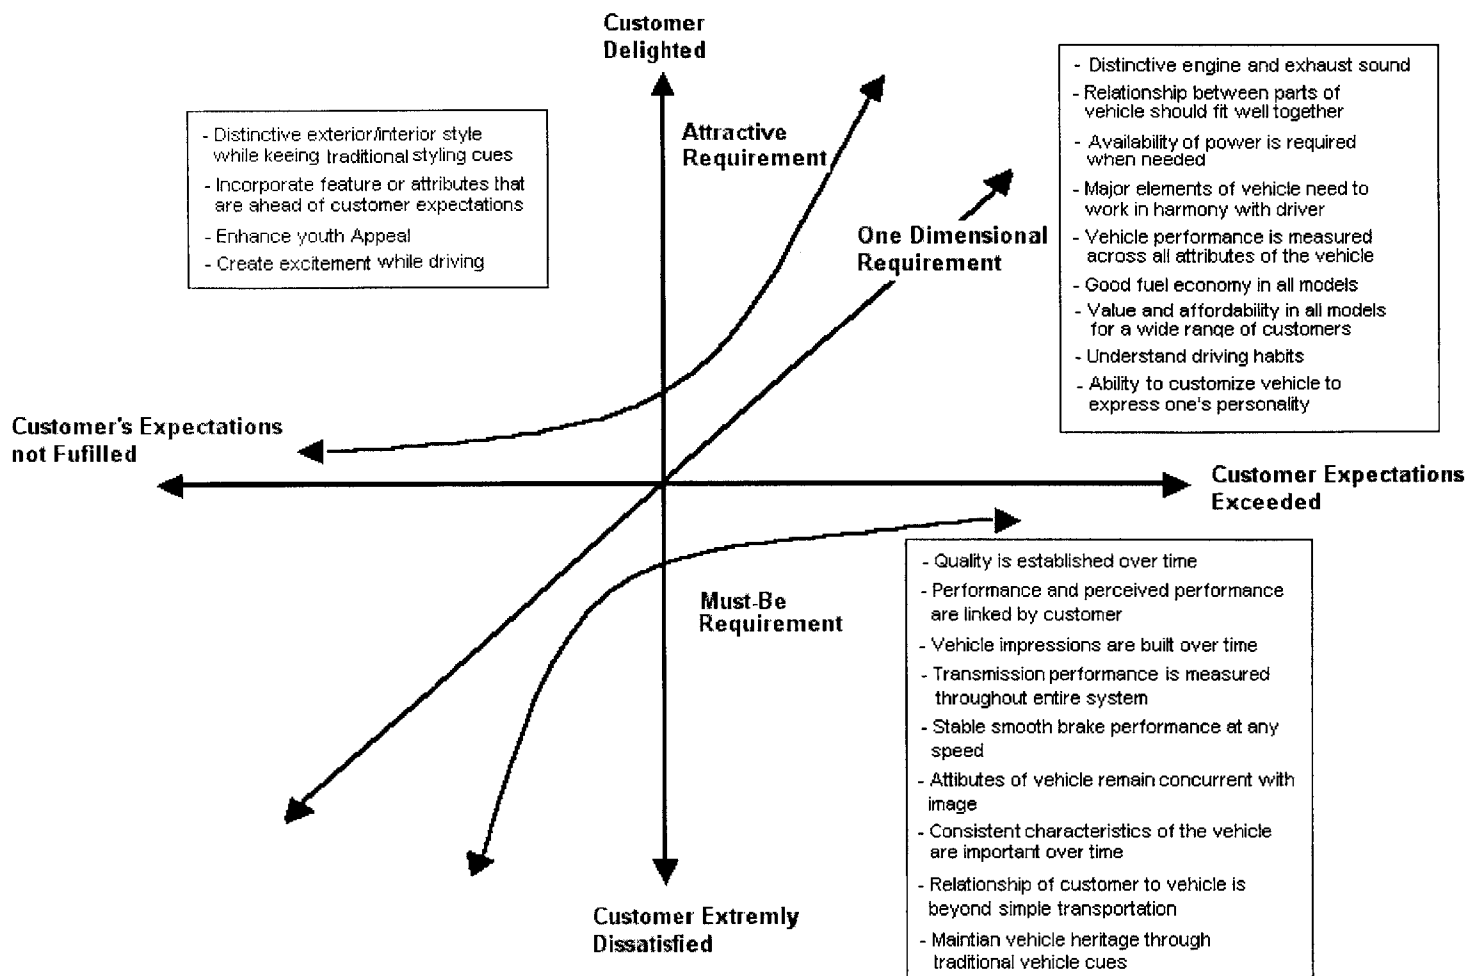 Customer
Delighted
- Distinctive exterior/interior style
while keeing traditional styling cues
- Incorporate feature or attributes that
are ahead of customer expectations
- Enhance youth Appeal
- Create excitement while driving
Attractive
Requirement
One Dimensional
Requirement
- Distinctive engine and exhaust sound
- Relationship between parts of
vehicle should fit well together
- Availability of power is required
when needed
- Major elements of vehicle need to
work in harmony with driver
- Vehicle performance is measured
across all attributes of the vehicle
- Good fuel economy in all models
- Value and affordability in all models
for a wide range of customers
- Understand driving habits
- Ability to customize vehicle to
express one's personality
Customer's Expectations
not Fufilled
Customer Expectations
Exceeded
Must-Be
Requirement
- Quality is established over time
- Performance and perceived performance
are linked by customer
- Vehicle impressions are built over time
- Transmission performance is measured
throughout entire system
- Stable smooth brake performance at any
speed
- Attibutes of vehicle remain concurrent with
image
- Consistent characteristics of the vehicle
are important over time
- Relationship of customer to vehicle is
beyond simple transportation
- Maintian vehicle heritage through
traditional vehicle cues
Customer Extremly
Dissatisfied